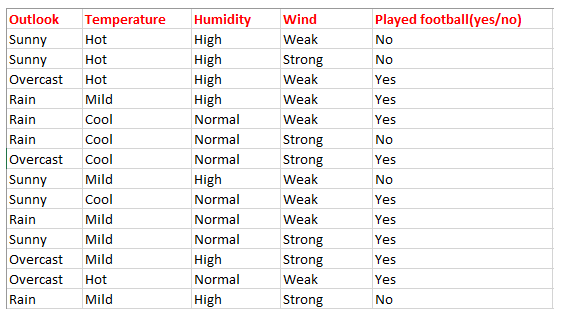 Outlook Temperature Humidity Wind Played football(yes/no)
Sunny Hot High Weak No
Sunny Hot High Strong No
Overcast Hot High Weak Yes
Rain Mild High Weak Yes
Rain Cool Normal Weak Yes
Rain Cool Normal Strong No
Overcast Cool Normal Strong Yes
Sunny Mild High Weak No
Sunny Cool Normal Weak Yes
Rain Mild Normal Weak Yes
Sunny Mild Normal Strong Yes
Overcast Mild High Strong Yes
Overcast Hot Normal Weak Yes
Rain Mild High Strong No